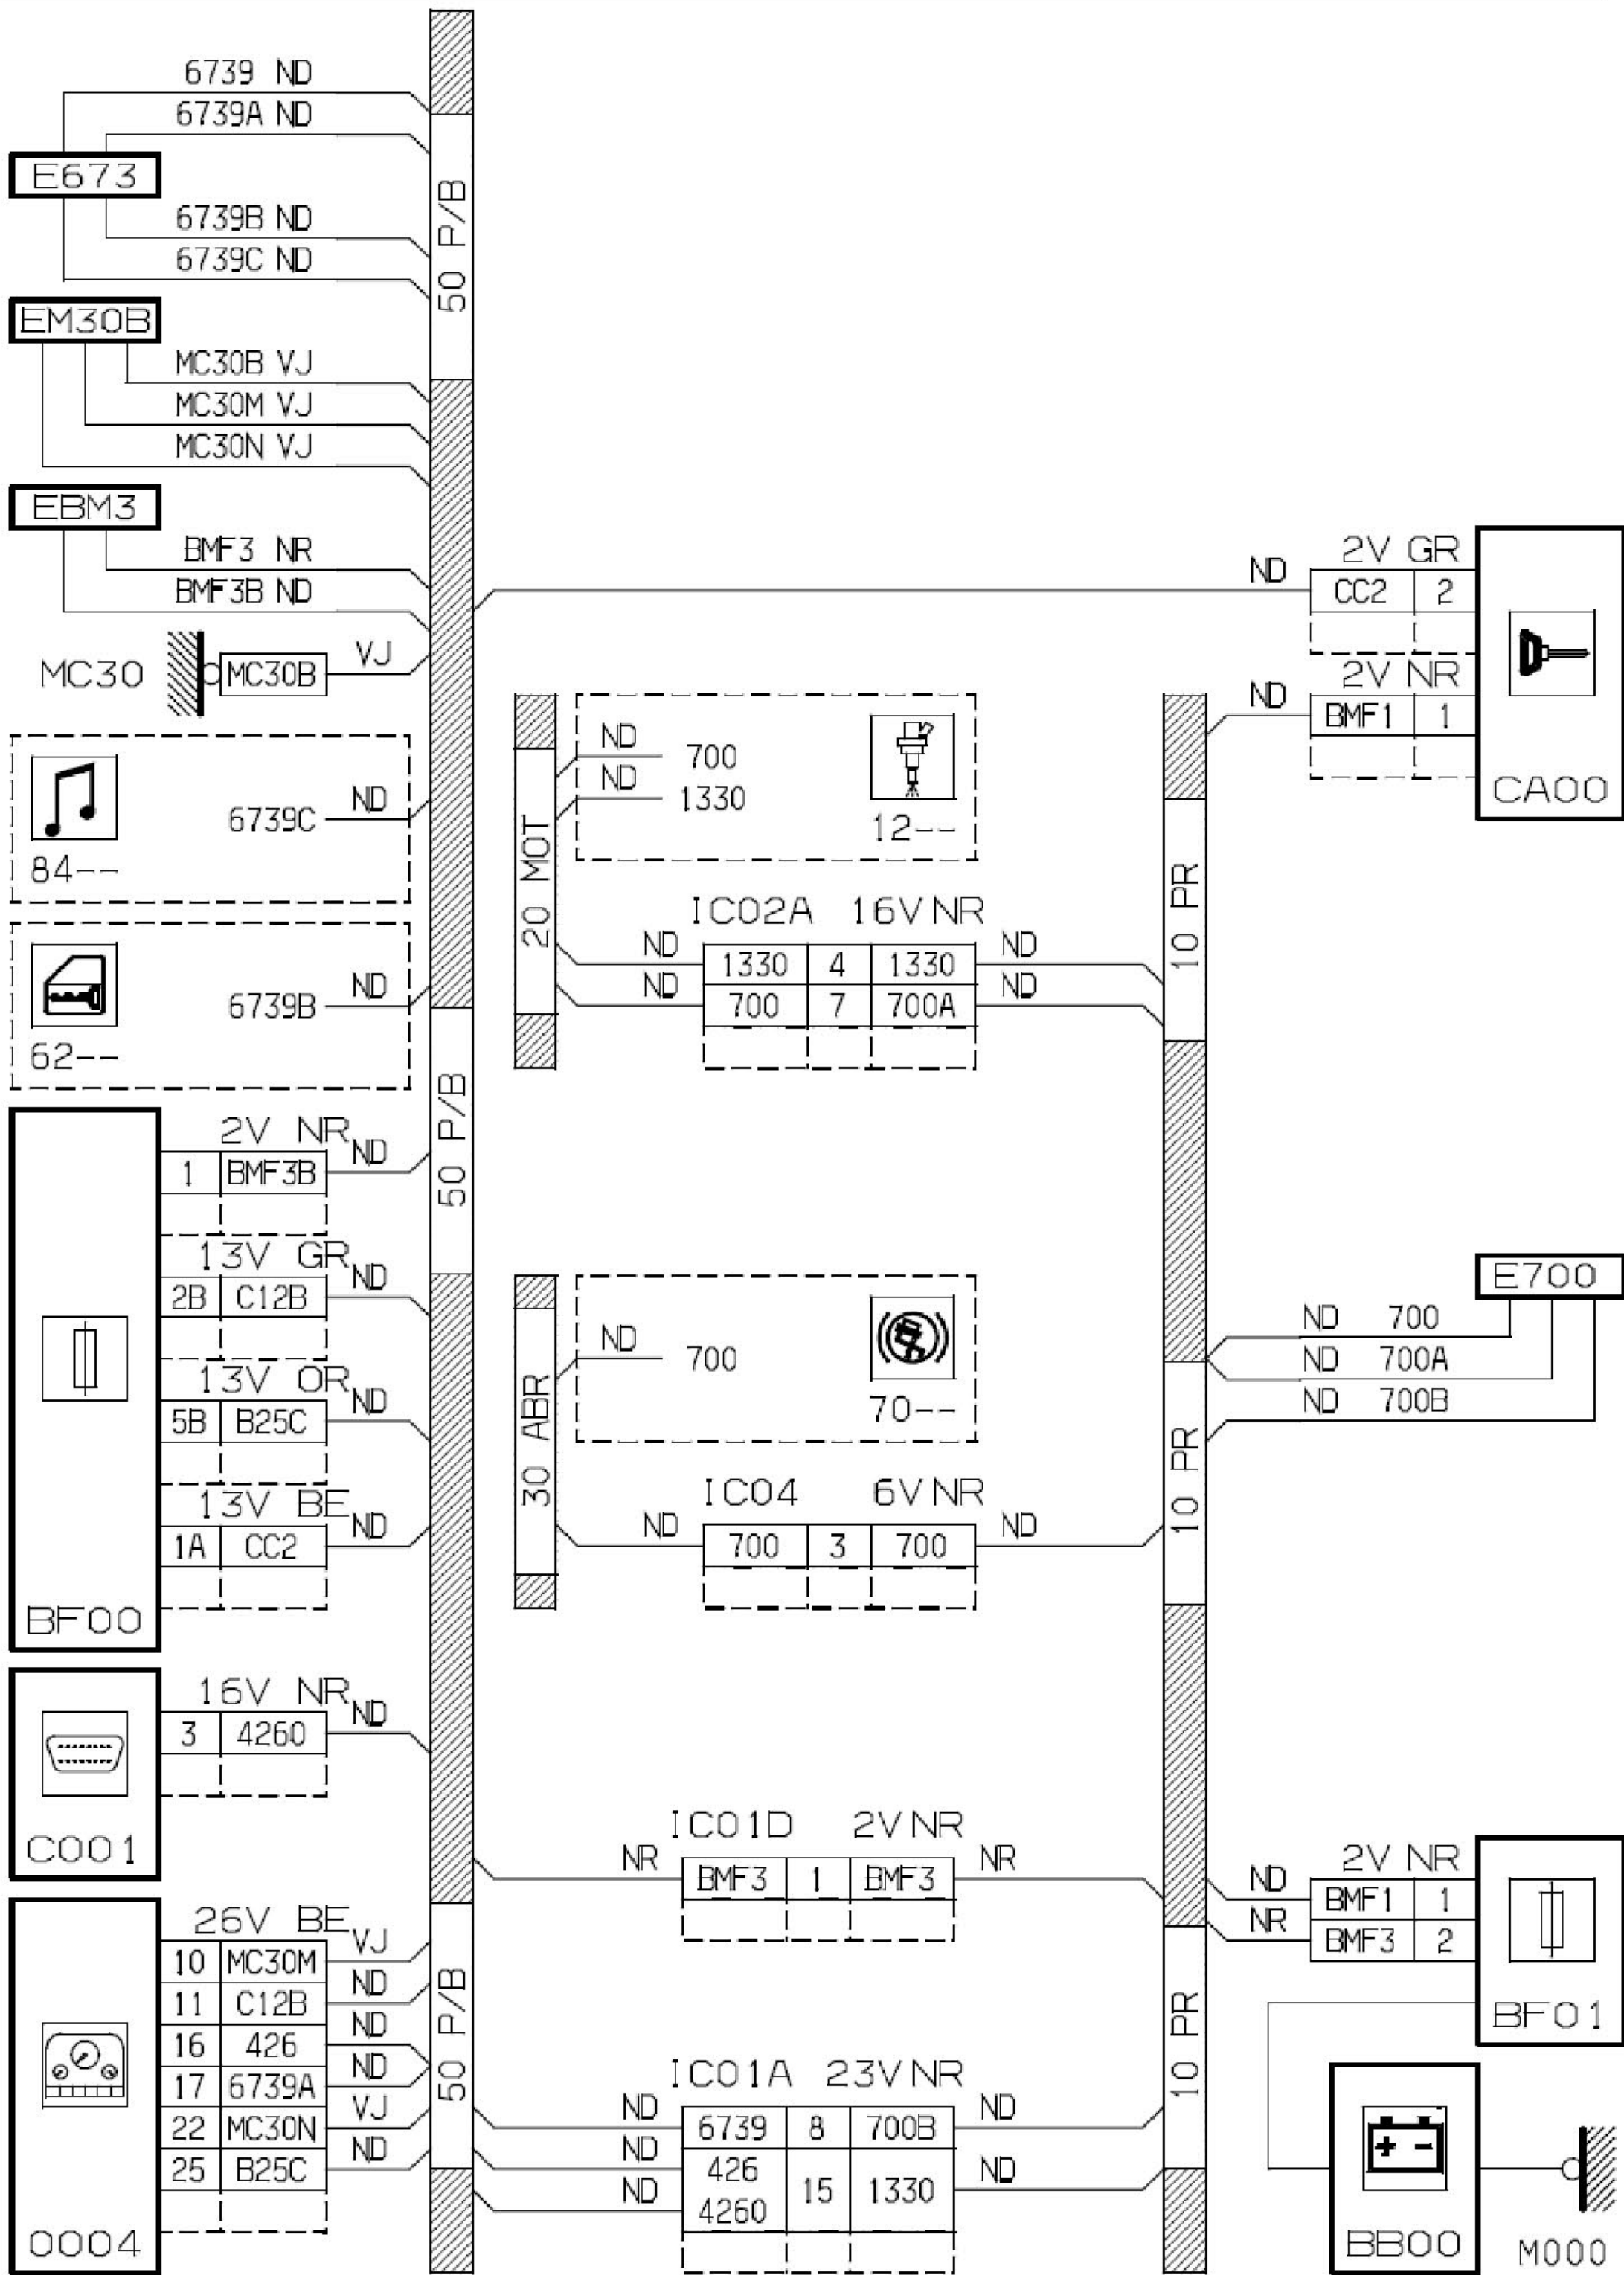 6739 ND
6739A ND
E673
6739B ND
6739C ND
50 P/B
EM30B
MC30B VJ
MC30M VJ
MC30N VJ
EBM3
BMF3 NR
BMF3B ND
MC30 MC30B VJ
84--
6739C ND
62--
6739B ND
50 P/B
BF00
2V NR
1 BMF3B ND
13V GR
2B C12B ND
13V OR
5B B25C ND
13V BE
1A CC2 ND
C001
16V NR
3 4260 ND
0004
26V BE
10 MC30M VJ
11 C12B ND
16 426 ND
17 6739A ND
22 MC30N VJ
25 B25C ND
50 P/B
20 MOT
ND 700
ND 1330
12--
IC02A 16V NR
ND 1330 4 1330 ND
ND 700 7 700A ND
30 ABR
ND 700
70--
IC04 6V NR
ND 700 3 700 ND
IC01D 2V NR
NR BMF3 1 BMF3 NR
IC01A 23V NR
ND 6739 8 700B ND
ND 426 15 1330 ND
ND 4260
10 PR
10 PR
10 PR
2V GR
ND CC2 2
2V NR
ND BMF1 1
CA00
E700
ND 700
ND 700A
ND 700B
2V NR
ND BMF1 1
NR BMF3 2
BF01
BB00
+ -
M000